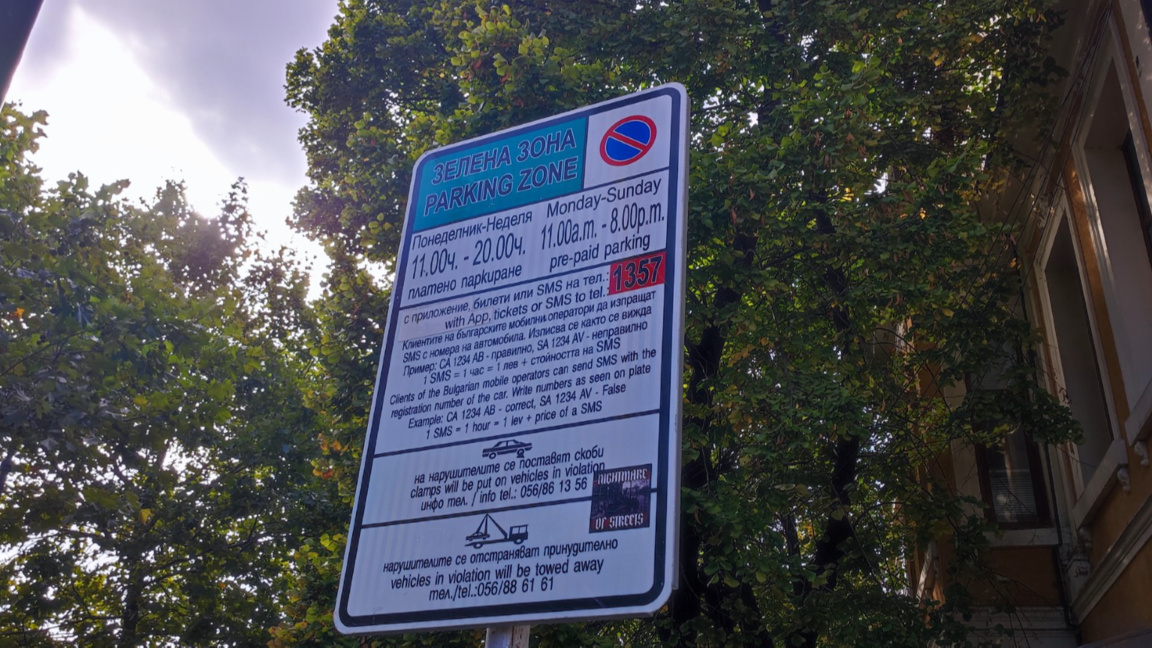 ЗЕЛЕНА ЗОНА
PARKING ZONE
Понеделник-Неделя
11.00ч. - 20.00ч.
платено паркиране
Monday-Sunday
11.00a.m. - 8.00p.m.
pre-paid parking
с приложение, билети или SMS на тел.:
with App, tickets or SMS to tel.:
1357
Клиентите на българските мобилни оператори да изпращат
SMS с номера на автомобила. Изписва се както се вижда
Пример: CA 1234 AB - правилно, SA 1234 AV - неправилно
1 SMS = 1 час = 1 лев + стойността на SMS
Clients of the Bulgarian mobile operators can send SMS with the
registration number of the car. Write numbers as seen on plate
Example: CA 1234 AB - correct, SA 1234 AV - False
1 SMS = 1 hour = 1 lev + price of a SMS
на нарушителите се поставят скоби
clamps will be put on vehicles in violation
инфо тел. / info tel.: 056/86 13 56
NIGHTMARE
OF STREETS
нарушителите се отстраняват принудително
vehicles in violation will be towed away
тел./tel.:056/88 61 61